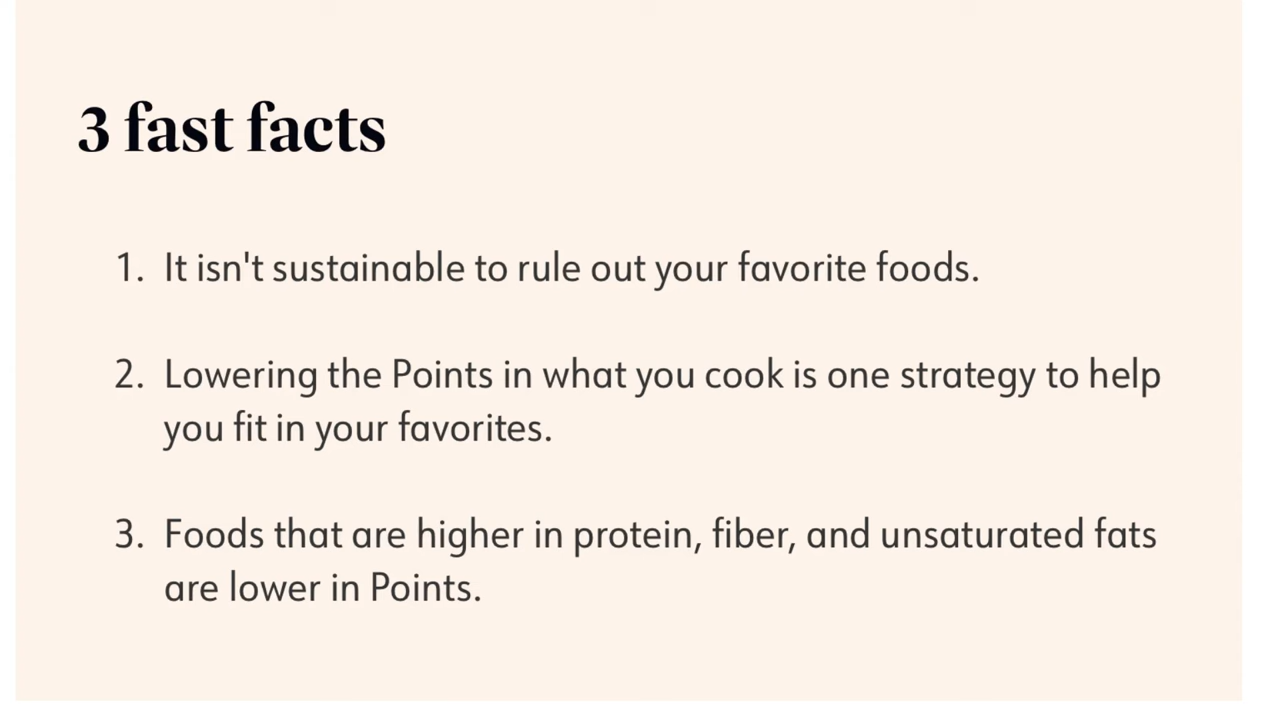 3 fast facts
1. It isn't sustainable to rule out your favorite foods.
2. Lowering the Points in what you cook is one strategy to help
you fit in your favorites.
3. Foods that are higher in protein, fiber, and unsaturated fats
are lower in Points.